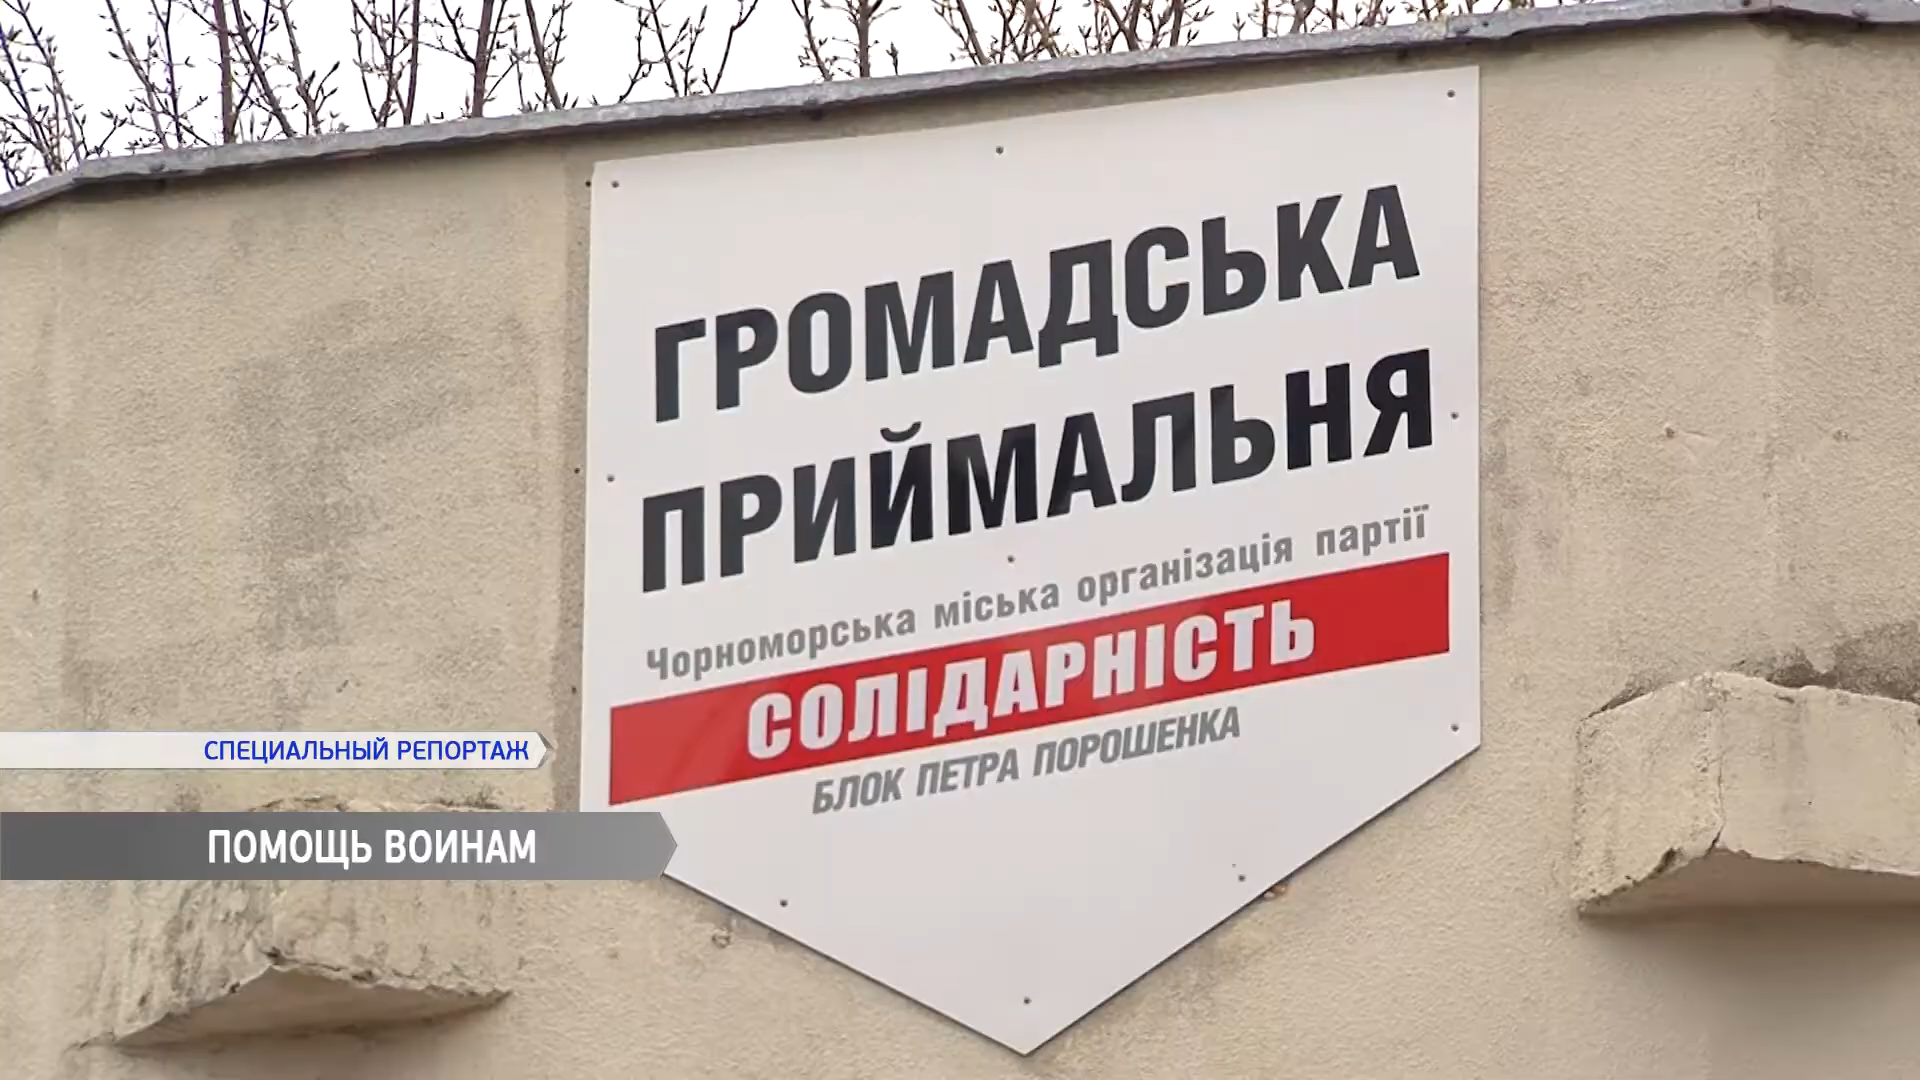 ГРОМАДСЬКА
ПРИЙМАЛЬНЯ
Чорноморська міська організація партії
СОЛІДАРНІСТЬ
БЛОК ПЕТРА ПОРОШЕНКА
СПЕЦИАЛЬНЫЙ РЕПОРТАЖ
ПОМОЩЬ ВОИНАМ